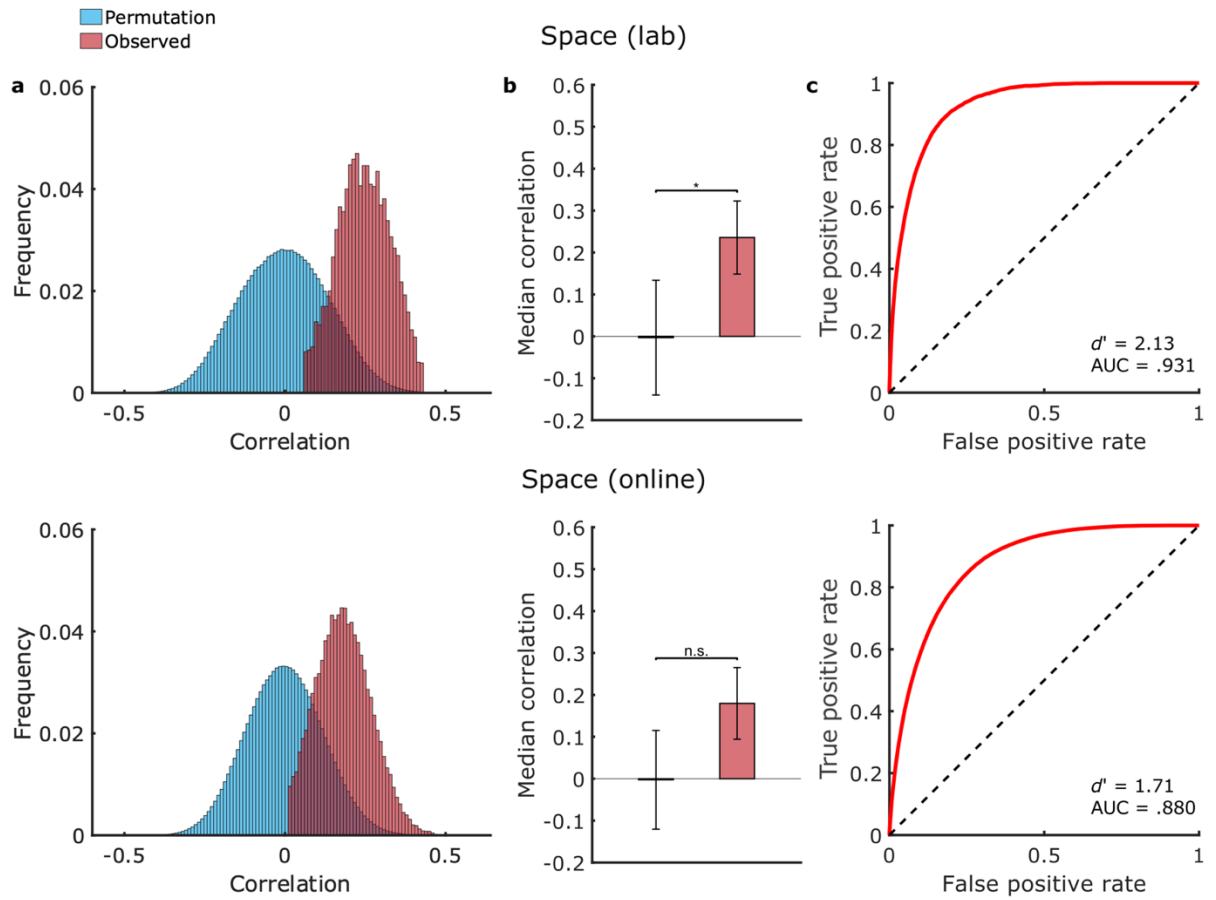 Permutation
Observed
Space (lab)
a
0.06
0.04
0.02
0
Frequency
-0.5
0
0.5
Correlation
b
0.6
0.5
0.4
0.3
0.2
0.1
0
-0.1
-0.2
Median correlation
*
c
1
0.8
0.6
0.4
0.2
0
True positive rate
d' = 2.13
AUC = .931
0
0.5
1
False positive rate
Space (online)
0.06
0.04
0.02
0
Frequency
-0.5
0
0.5
Correlation
0.6
0.5
0.4
0.3
0.2
0.1
0
-0.1
-0.2
Median correlation
n.s.
1
0.8
0.6
0.4
0.2
0
True positive rate
d' = 1.71
AUC = .880
0
0.5
1
False positive rate